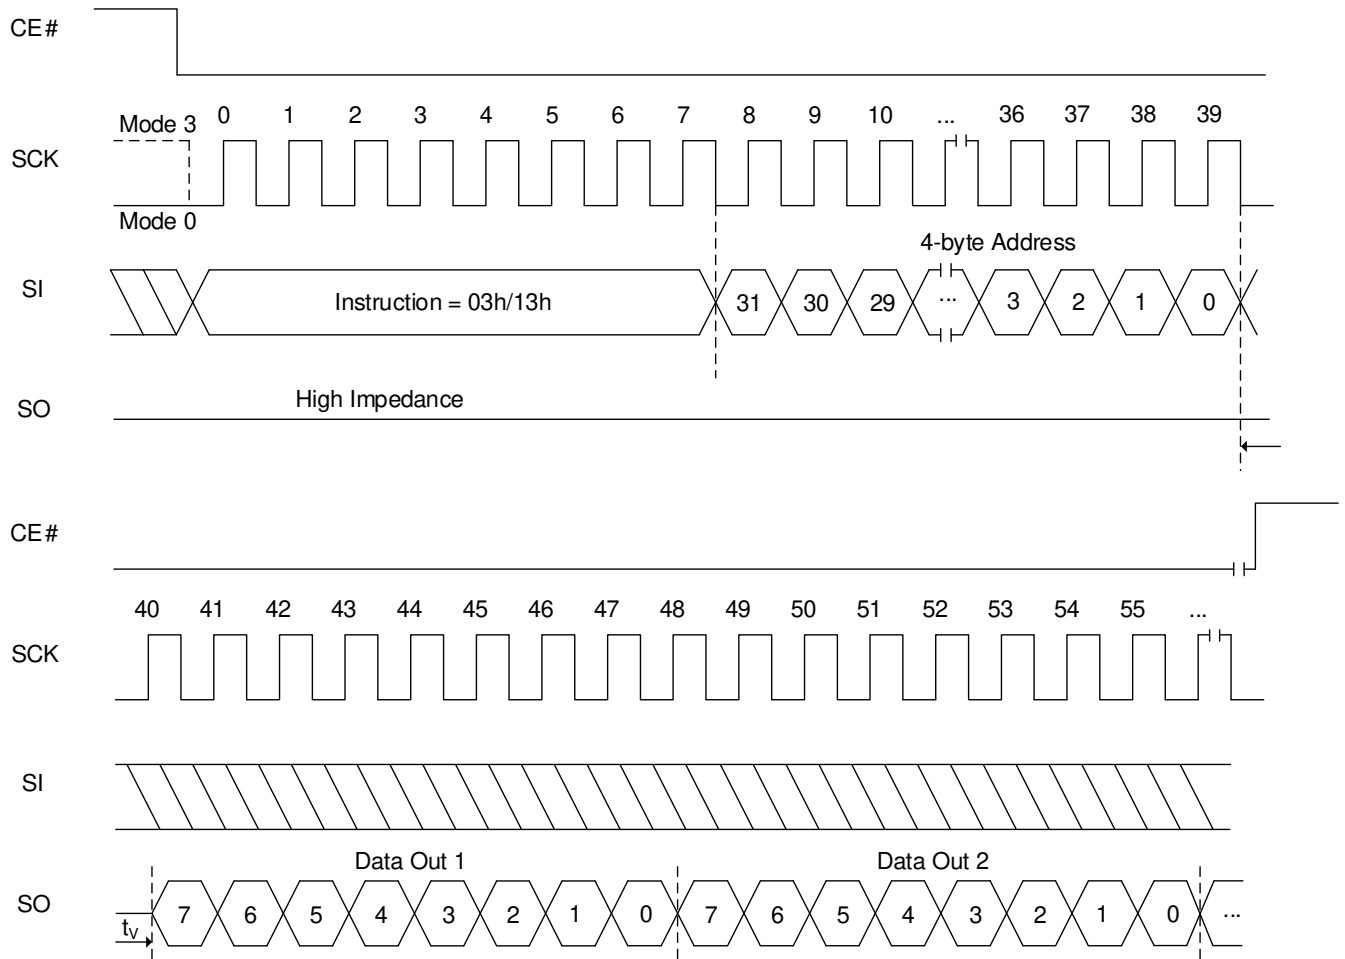 CE#
0 1 2 3 4 5 6 7 8 9 10 ... 36 37 38 39
Mode 3
SCK
Mode 0
4-byte Address
SI
Instruction = 03h/13h
31 30 29 ... 3 2 1 0
High Impedance
SO
CE#
40 41 42 43 44 45 46 47 48 49 50 51 52 53 54 55 ...
SCK
SI
Data Out 1 Data Out 2
SO
7 6 5 4 3 2 1 0 7 6 5 4 3 2 1 0 ...
tV